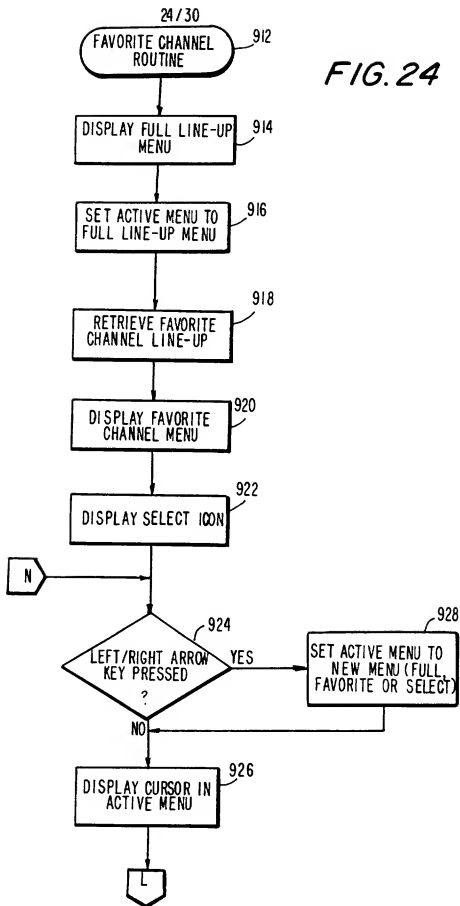 24/30
FAVORITE CHANNEL
ROUTINE
912
FIG. 24
DISPLAY FULL LINE-UP
MENU
914
SET ACTIVE MENU TO
FULL LINE-UP MENU
916
RETRIEVE FAVORITE
CHANNEL LINE-UP
918
DISPLAY FAVORITE
CHANNEL MENU
920
DISPLAY SELECT ICON
922
N
LEFT/RIGHT ARROW
KEY PRESSED
?
924
YES
SET ACTIVE MENU TO
NEW MENU (FULL,
FAVORITE OR SELECT)
928
NO
DISPLAY CURSOR IN
ACTIVE MENU
926
L